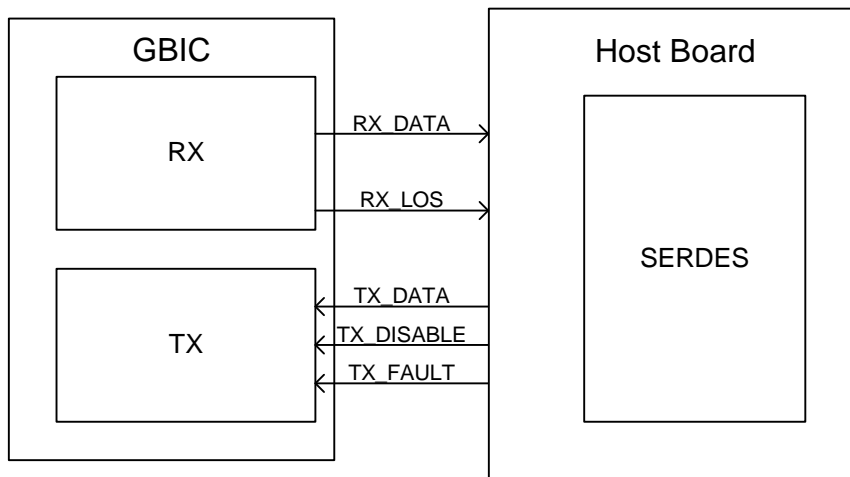 GBIC
Host Board
RX
RX_DATA
RX_LOS
SERDES
TX
TX_DATA
TX_DISABLE
TX_FAULT